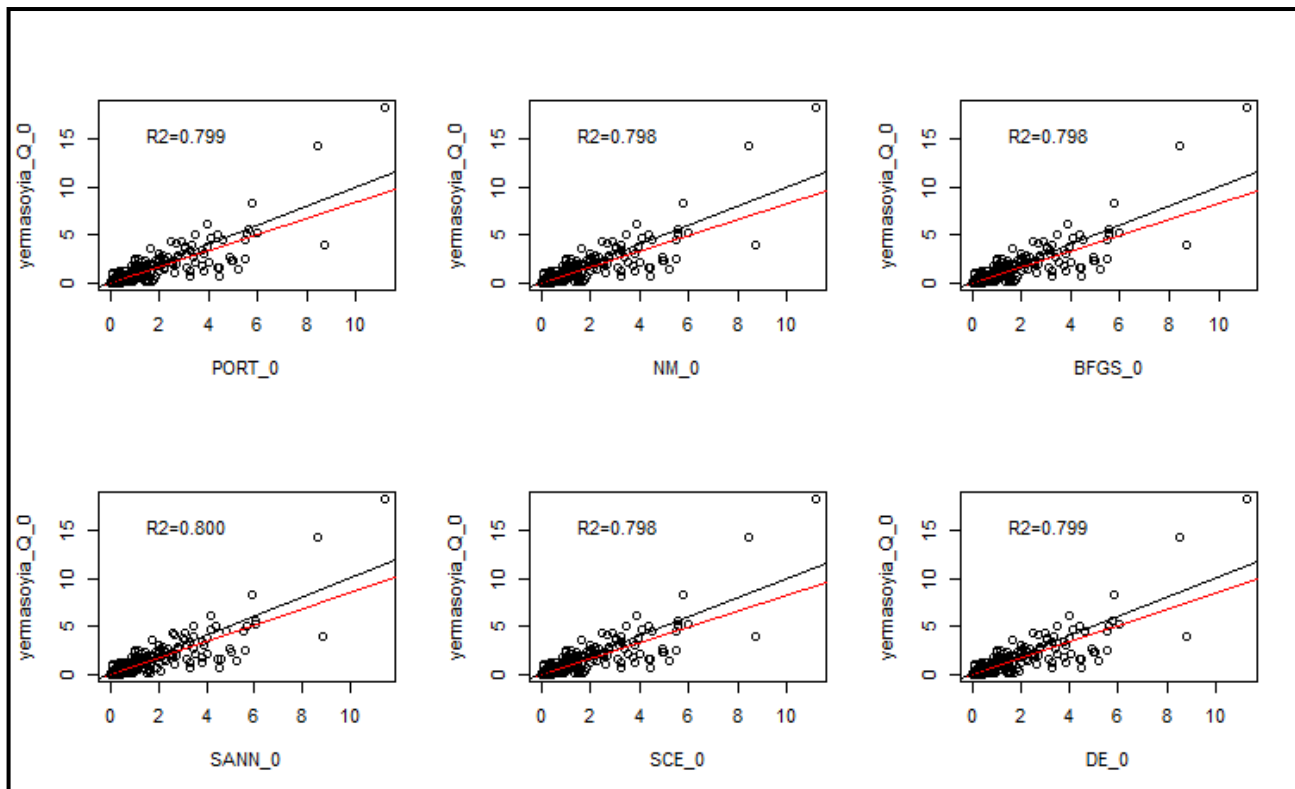 R2=0.799
yermasoyia_Q_0
0 5 10 15
0 2 4 6 8 10
PORT_0
R2=0.798
yermasoyia_Q_0
0 5 10 15
0 2 4 6 8 10
NM_0
R2=0.798
yermasoyia_Q_0
0 5 10 15
0 2 4 6 8 10
BFGS_0
R2=0.800
yermasoyia_Q_0
0 5 10 15
0 2 4 6 8 10
SANN_0
R2=0.798
yermasoyia_Q_0
0 5 10 15
0 2 4 6 8 10
SCE_0
R2=0.799
yermasoyia_Q_0
0 5 10 15
0 2 4 6 8 10
DE_0